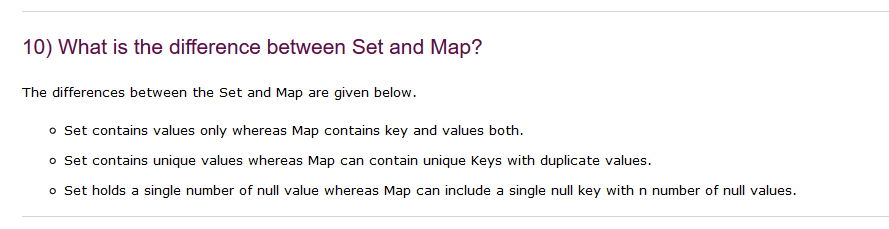 10) What is the difference between Set and Map?
The differences between the Set and Map are given below.
Set contains values only whereas Map contains key and values both.
Set contains unique values whereas Map can contain unique Keys with duplicate values.
Set holds a single number of null value whereas Map can include a single null key with n number of null values.